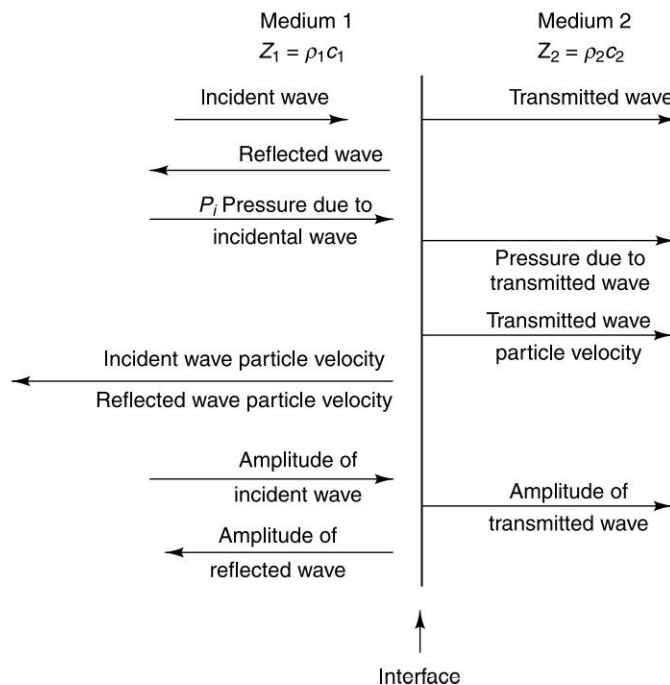 Medium 1
Z₁ = ρ₁c₁
Medium 2
Z₂ = ρ₂c₂
Incident wave
Transmitted wave
Reflected wave
Pᵢ Pressure due to
incidental wave
Pressure due to
transmitted wave
Transmitted wave
particle velocity
Incident wave particle velocity
Reflected wave particle velocity
Amplitude of
incident wave
Amplitude of
transmitted wave
Amplitude of
reflected wave
Interface